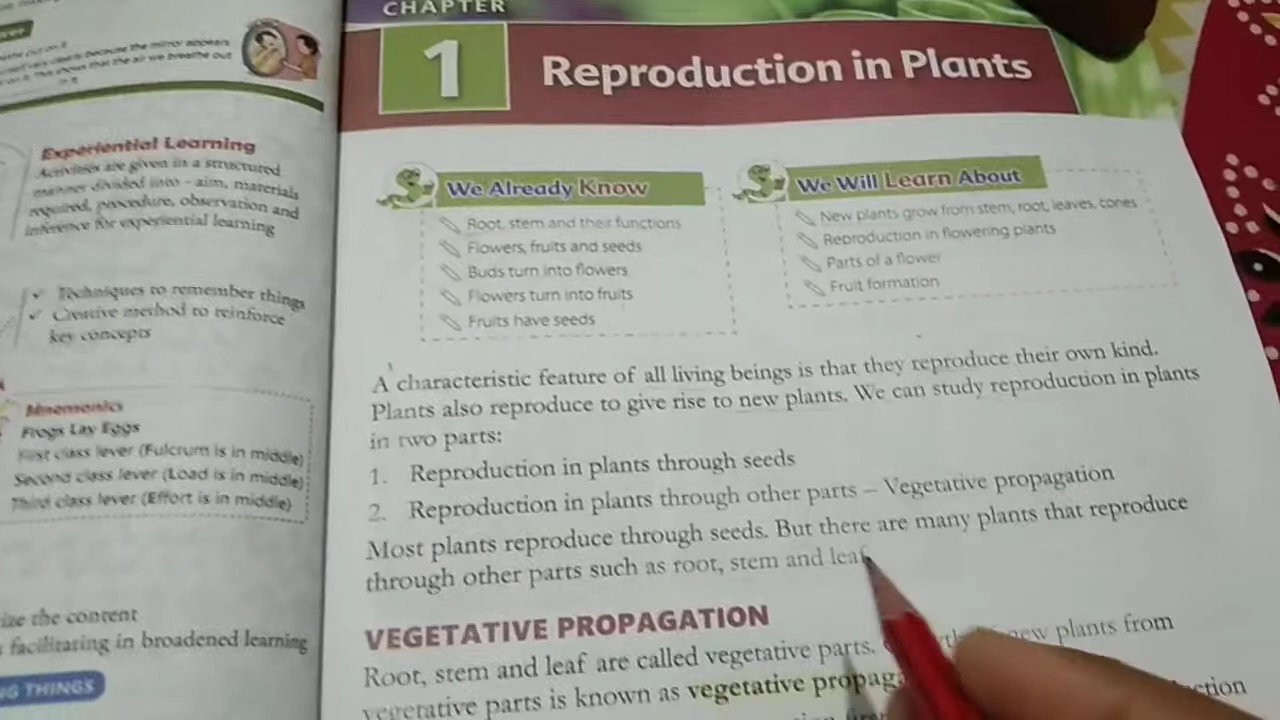 Experiential Learning
Activities are given in a structured
manner divided into - aim, materials
required, procedure, observation and
inference for experiential learning
✓ Techniques to remember things
✓ Creative method to reinforce
key concepts
Mnemonics
Frogs Lay Eggs
First class lever (Fulcrum is in middle)
Second class lever (Load is in middle)
Third class lever (Effort is in middle)
the content
facilitating in broadened learning
THINGS
CHAPTER
1 Reproduction in Plants
We Already Know
Root, stem and their functions
Flowers, fruits and seeds
Buds turn into flowers
Flowers turn into fruits
Fruits have seeds
We Will Learn About
New plants grow from stem, root, leaves, cones
Reproduction in flowering plants
Parts of a flower
Fruit formation
A characteristic feature of all living beings is that they reproduce their own kind.
Plants also reproduce to give rise to new plants. We can study reproduction in plants
in two parts:
1. Reproduction in plants through seeds
2. Reproduction in plants through other parts – Vegetative propagation
Most plants reproduce through seeds. But there are many plants that reproduce
through other parts such as root, stem and leaf
VEGETATIVE PROPAGATION
Root, stem and leaf are called vegetative parts. new plants from
vegetative parts is known as vegetative